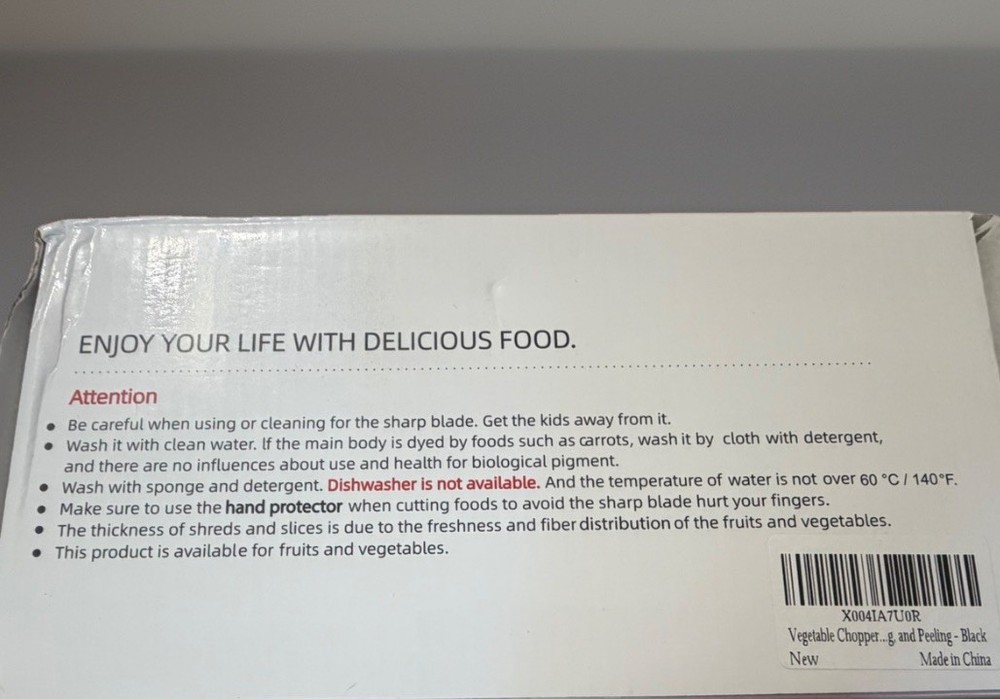 ENJOY YOUR LIFE WITH DELICIOUS FOOD.
Attention
• Be careful when using or cleaning for the sharp blade. Get the kids away from it.
• Wash it with clean water. If the main body is dyed by foods such as carrots, wash it by cloth with detergent,
and there are no influences about use and health for biological pigment.
• Wash with sponge and detergent. Dishwasher is not available. And the temperature of water is not over 60 °C / 140°F.
• Make sure to use the hand protector when cutting foods to avoid the sharp blade hurt your fingers.
• The thickness of shreds and slices is due to the freshness and fiber distribution of the fruits and vegetables.
• This product is available for fruits and vegetables.
X004IA7U0R
Vegetable Chopper...g, and Peeling - Black
New Made in China